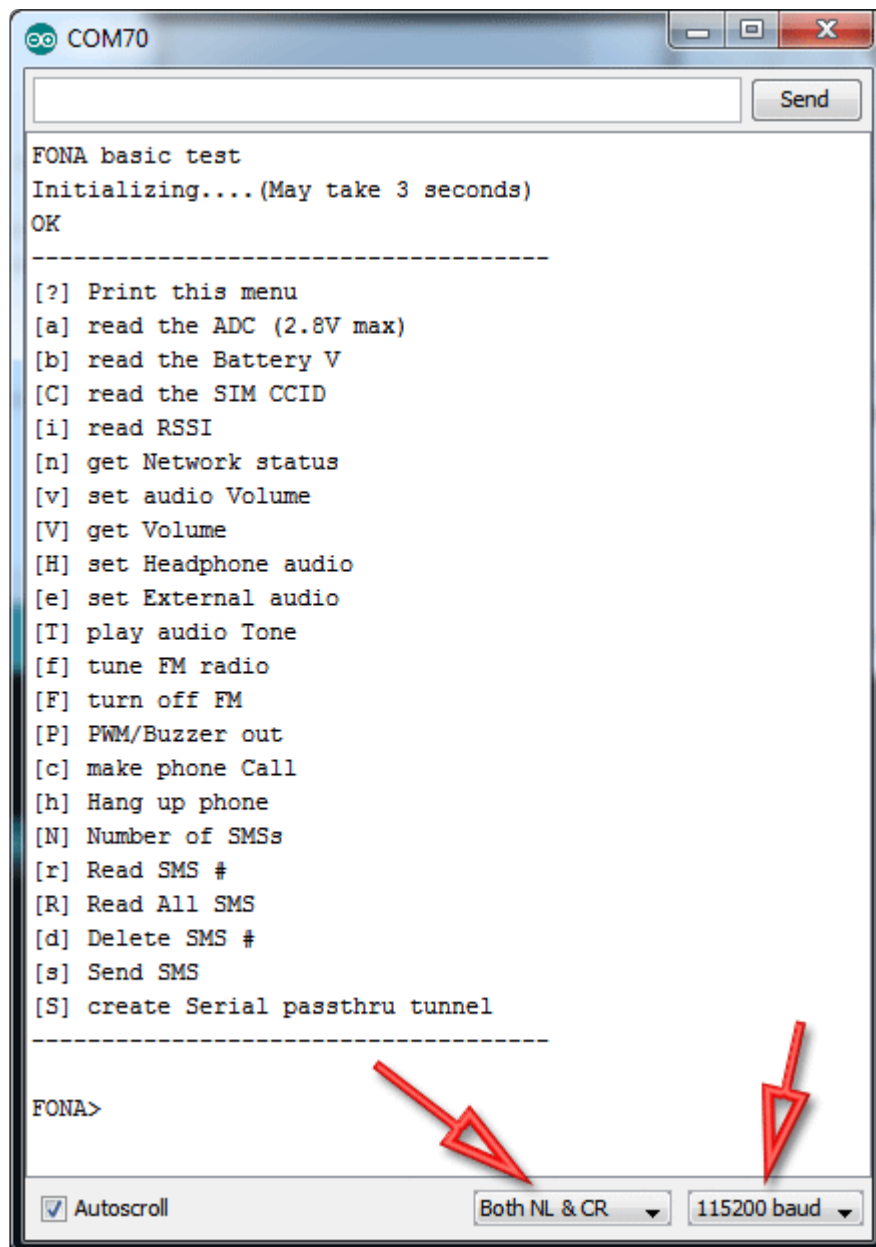 COM70
Send
FONA basic test
Initializing....(May take 3 seconds)
OK
-------------------------------------
[?] Print this menu
[a] read the ADC (2.8V max)
[b] read the Battery V
[C] read the SIM CCID
[i] read RSSI
[n] get Network status
[v] set audio Volume
[V] get Volume
[H] set Headphone audio
[e] set External audio
[T] play audio Tone
[f] tune FM radio
[F] turn off FM
[P] PWM/Buzzer out
[c] make phone Call
[h] Hang up phone
[N] Number of SMSs
[r] Read SMS #
[R] Read All SMS
[d] Delete SMS #
[s] Send SMS
[S] create Serial passthru tunnel
-------------------------------------
FONA>
Autoscroll Both NL & CR 115200 baud